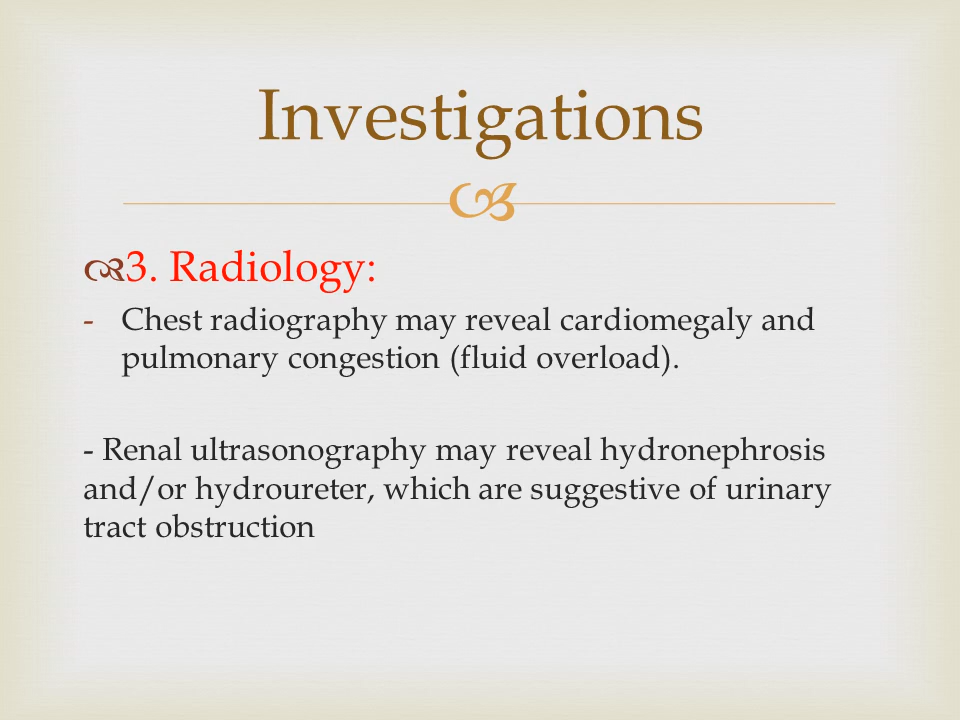 Investigations
3. Radiology:
- Chest radiography may reveal cardiomegaly and
pulmonary congestion (fluid overload).
- Renal ultrasonography may reveal hydronephrosis
and/or hydroureter, which are suggestive of urinary
tract obstruction